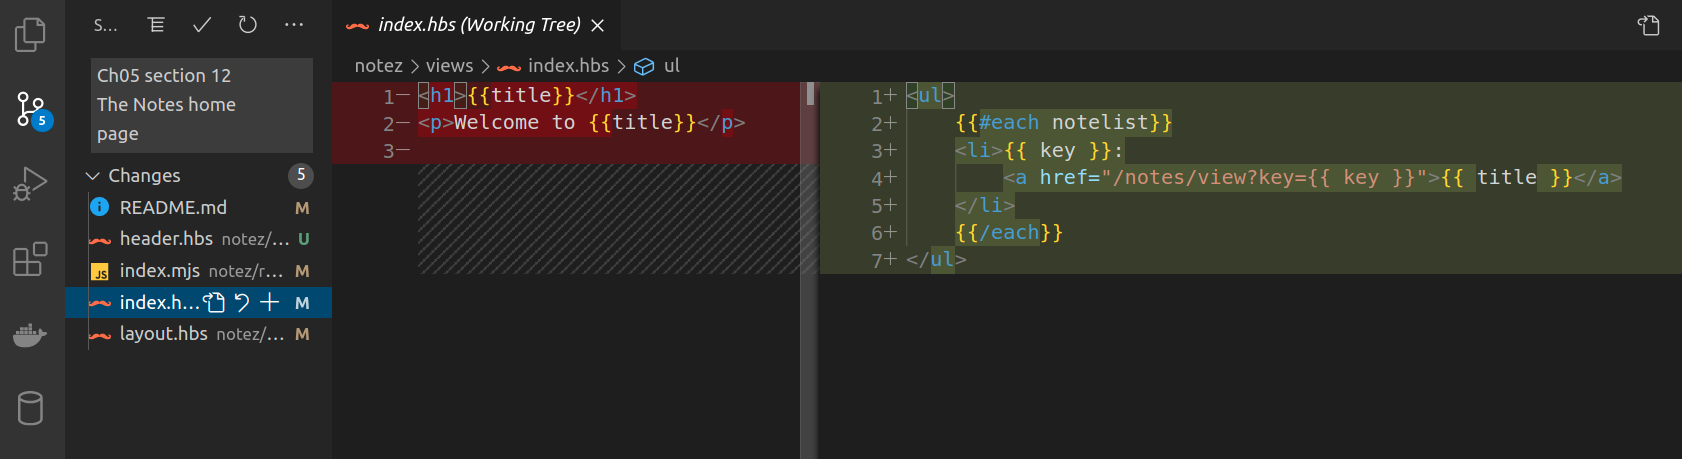 S...
index.hbs (Working Tree)
Ch05 section 12
The Notes home
page
5
Changes 5
README.md M
header.hbs notez/... U
JS index.mjs notez/r... M
index.h... M
layout.hbs notez/... M
notez > views > index.hbs > ul
1— <h1>{{title}}</h1>
2— <p>Welcome to {{title}}</p>
3—
1+ <ul>
2+ {{#each notelist}}
3+ <li>{{ key }}:
4+ <a href="/notes/view?key={{ key }}">{{ title }}</a>
5+ </li>
6+ {{/each}}
7+ </ul>